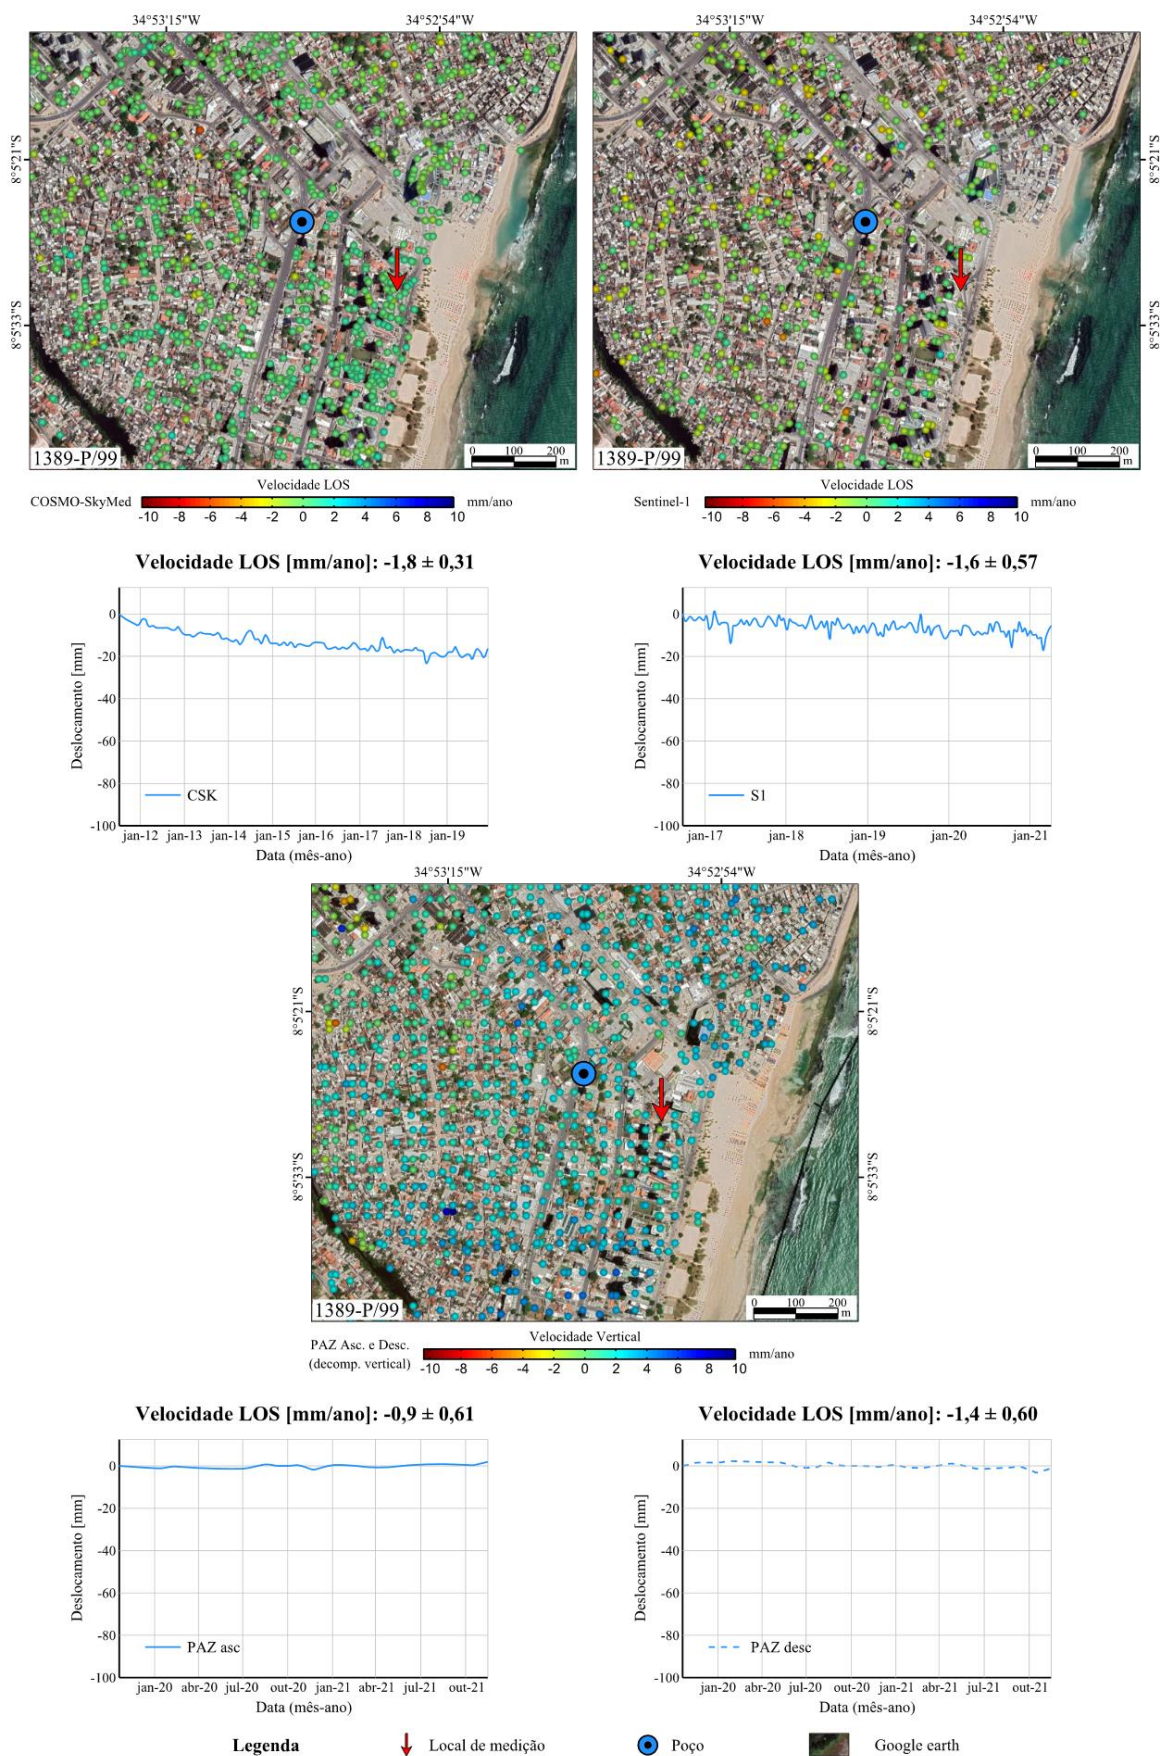 34°53'15"W 34°52'54"W 34°53'15"W 34°52'54"W
8°5'21"S 8°5'21"S
8°5'33"S 8°5'33"S
1389-P/99 0 100 200 m 1389-P/99 0 100 200 m
Velocidade LOS Velocidade LOS
COSMO-SkyMed mm/ano Sentinel-1 mm/ano
-10 -8 -6 -4 -2 0 2 4 6 8 10 -10 -8 -6 -4 -2 0 2 4 6 8 10
Velocidade LOS [mm/ano]: -1,8 ± 0,31
Deslocamento [mm]
0
-20
-40
-60
-80
-100
CSK
jan-12 jan-13 jan-14 jan-15 jan-16 jan-17 jan-18 jan-19
Data (mês-ano)
Velocidade LOS [mm/ano]: -1,6 ± 0,57
Deslocamento [mm]
0
-20
-40
-60
-80
-100
S1
jan-17 jan-18 jan-19 jan-20 jan-21
Data (mês-ano)
34°53'15"W 34°52'54"W
8°5'21"S 8°5'21"S
8°5'33"S 8°5'33"S
1389-P/99 0 100 200 m
Velocidade Vertical
PAZ Asc. e Desc. mm/ano
(decomp. vertical) -10 -8 -6 -4 -2 0 2 4 6 8 10
Velocidade LOS [mm/ano]: -0,9 ± 0,61
Deslocamento [mm]
0
-20
-40
-60
-80
-100
PAZ asc
jan-20 abr-20 jul-20 out-20 jan-21 abr-21 jul-21 out-21
Data (mês-ano)
Velocidade LOS [mm/ano]: -1,4 ± 0,60
Deslocamento [mm]
0
-20
-40
-60
-80
-100
PAZ desc
jan-20 abr-20 jul-20 out-20 jan-21 abr-21 jul-21 out-21
Data (mês-ano)
Legenda Local de medição Poço Google earth